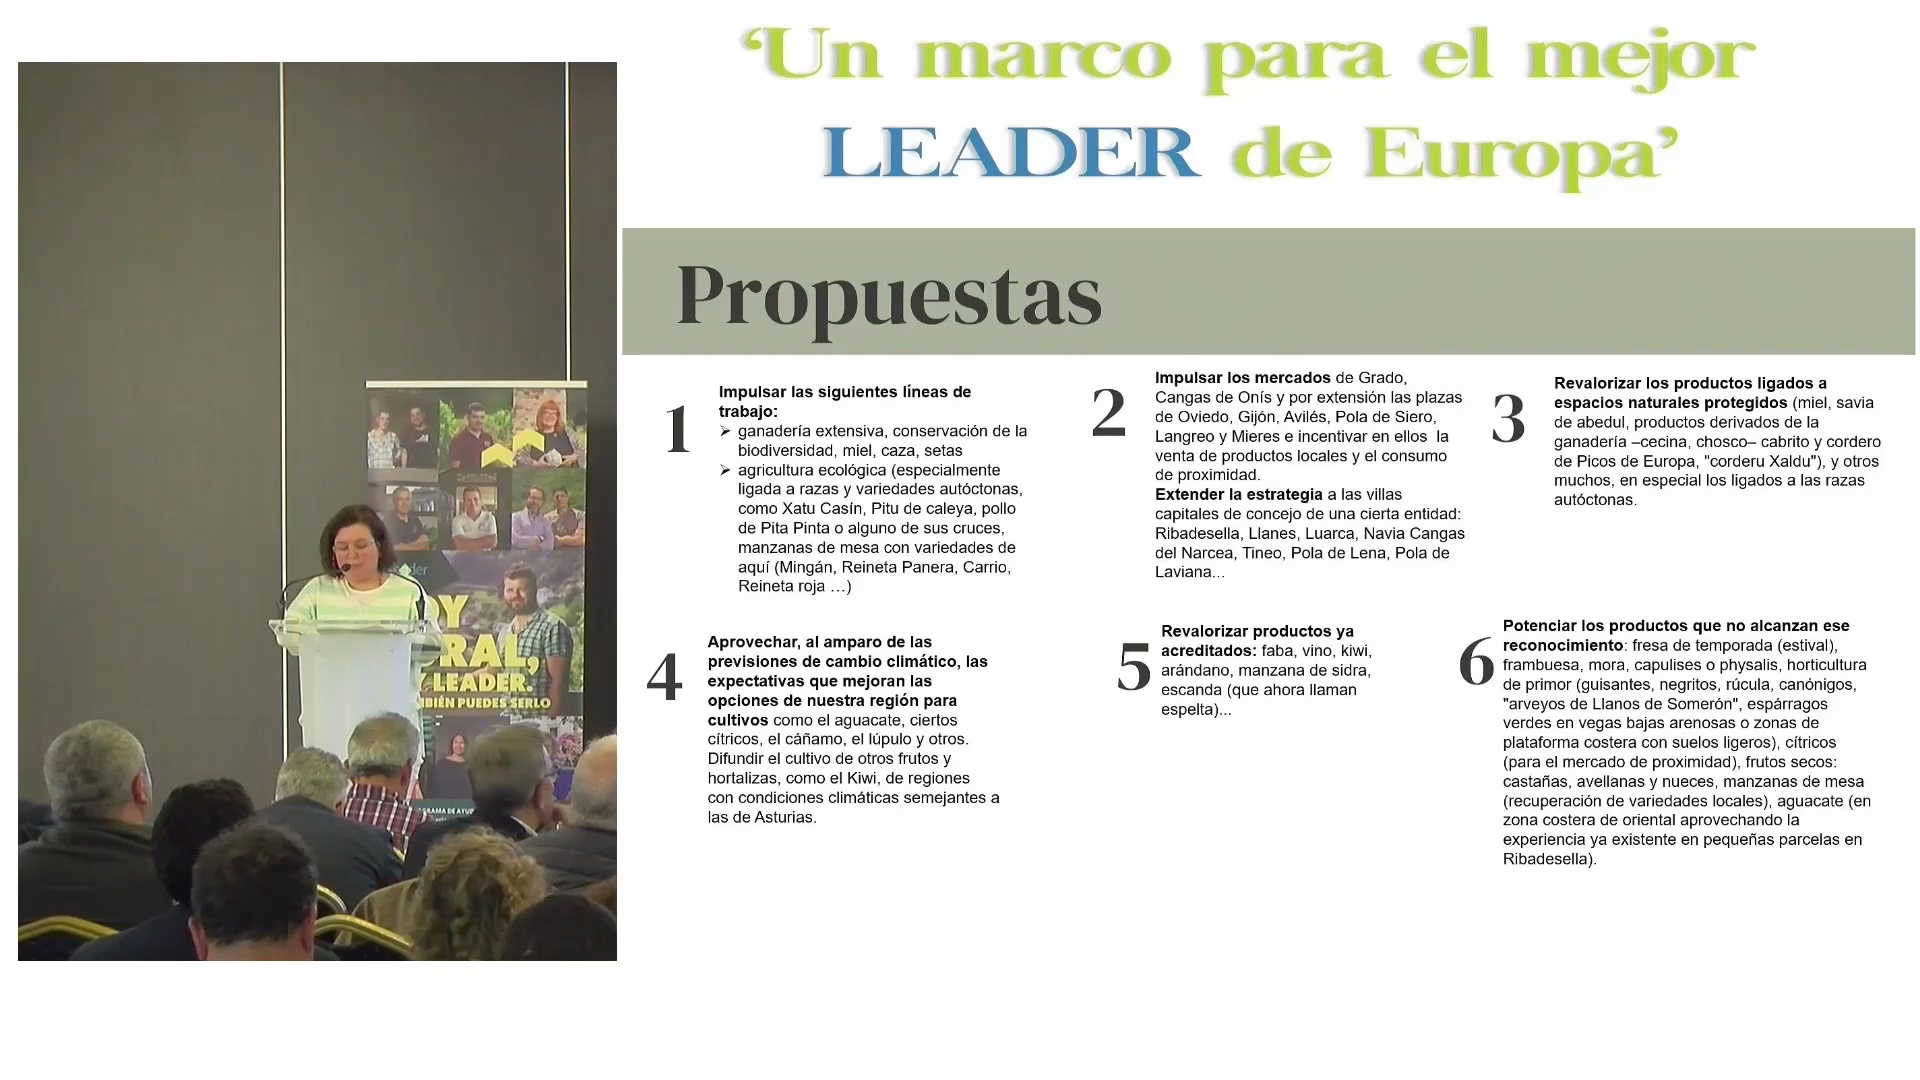 ‘Un marco para el mejor
LEADER de Europa’
Propuestas
1
Impulsar las siguientes líneas de
trabajo:
➢ ganadería extensiva, conservación de la
biodiversidad, miel, caza, setas
➢ agricultura ecológica (especialmente
ligada a razas y variedades autóctonas,
como Xatu Casín, Pitu de caleya, pollo
de Pita Pinta o alguno de sus cruces,
manzanas de mesa con variedades de
aquí (Mingán, Reineta Panera, Carrio,
Reineta roja …)
2
Impulsar los mercados de Grado,
Cangas de Onís y por extensión las plazas
de Oviedo, Gijón, Avilés, Pola de Siero,
Langreo y Mieres e incentivar en ellos la
venta de productos locales y el consumo
de proximidad.
Extender la estrategia a las villas
capitales de concejo de una cierta entidad:
Ribadesella, Llanes, Luarca, Navia Cangas
del Narcea, Tineo, Pola de Lena, Pola de
Laviana...
3
Revalorizar los productos ligados a
espacios naturales protegidos (miel, savia
de abedul, productos derivados de la
ganadería –cecina, chosco– cabrito y cordero
de Picos de Europa, "corderu Xaldu"), y otros
muchos, en especial los ligados a las razas
autóctonas.
4
Aprovechar, al amparo de las
previsiones de cambio climático, las
expectativas que mejoran las
opciones de nuestra región para
cultivos como el aguacate, ciertos
cítricos, el cáñamo, el lúpulo y otros.
Difundir el cultivo de otros frutos y
hortalizas, como el Kiwi, de regiones
con condiciones climáticas semejantes a
las de Asturias.
5
Revalorizar productos ya
acreditados: faba, vino, kiwi,
arándano, manzana de sidra,
escanda (que ahora llaman
espelta)...
6
Potenciar los productos que no alcanzan ese
reconocimiento: fresa de temporada (estival),
frambuesa, mora, capulises o physalis, horticultura
de primor (guisantes, negritos, rúcula, canónigos,
"arveyos de Llanos de Somerón", espárragos
verdes en vegas bajas arenosas o zonas de
plataforma costera con suelos ligeros), cítricos
(para el mercado de proximidad), frutos secos:
castañas, avellanas y nueces, manzanas de mesa
(recuperación de variedades locales), aguacate (en
zona costera de oriental aprovechando la
experiencia ya existente en pequeñas parcelas en
Ribadesella).
OY
RAL,
Y LEADER.
MBIÉN PUEDES SERLO
GRAMA DE AYUD